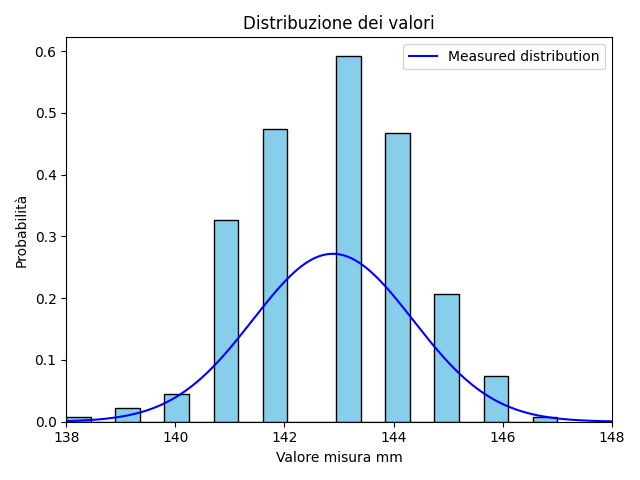 Distribuzione dei valori
Measured distribution
0.6
0.5
0.4
0.3
0.2
0.1
0.0
Probabilità
138 140 142 144 146 148
Valore misura mm